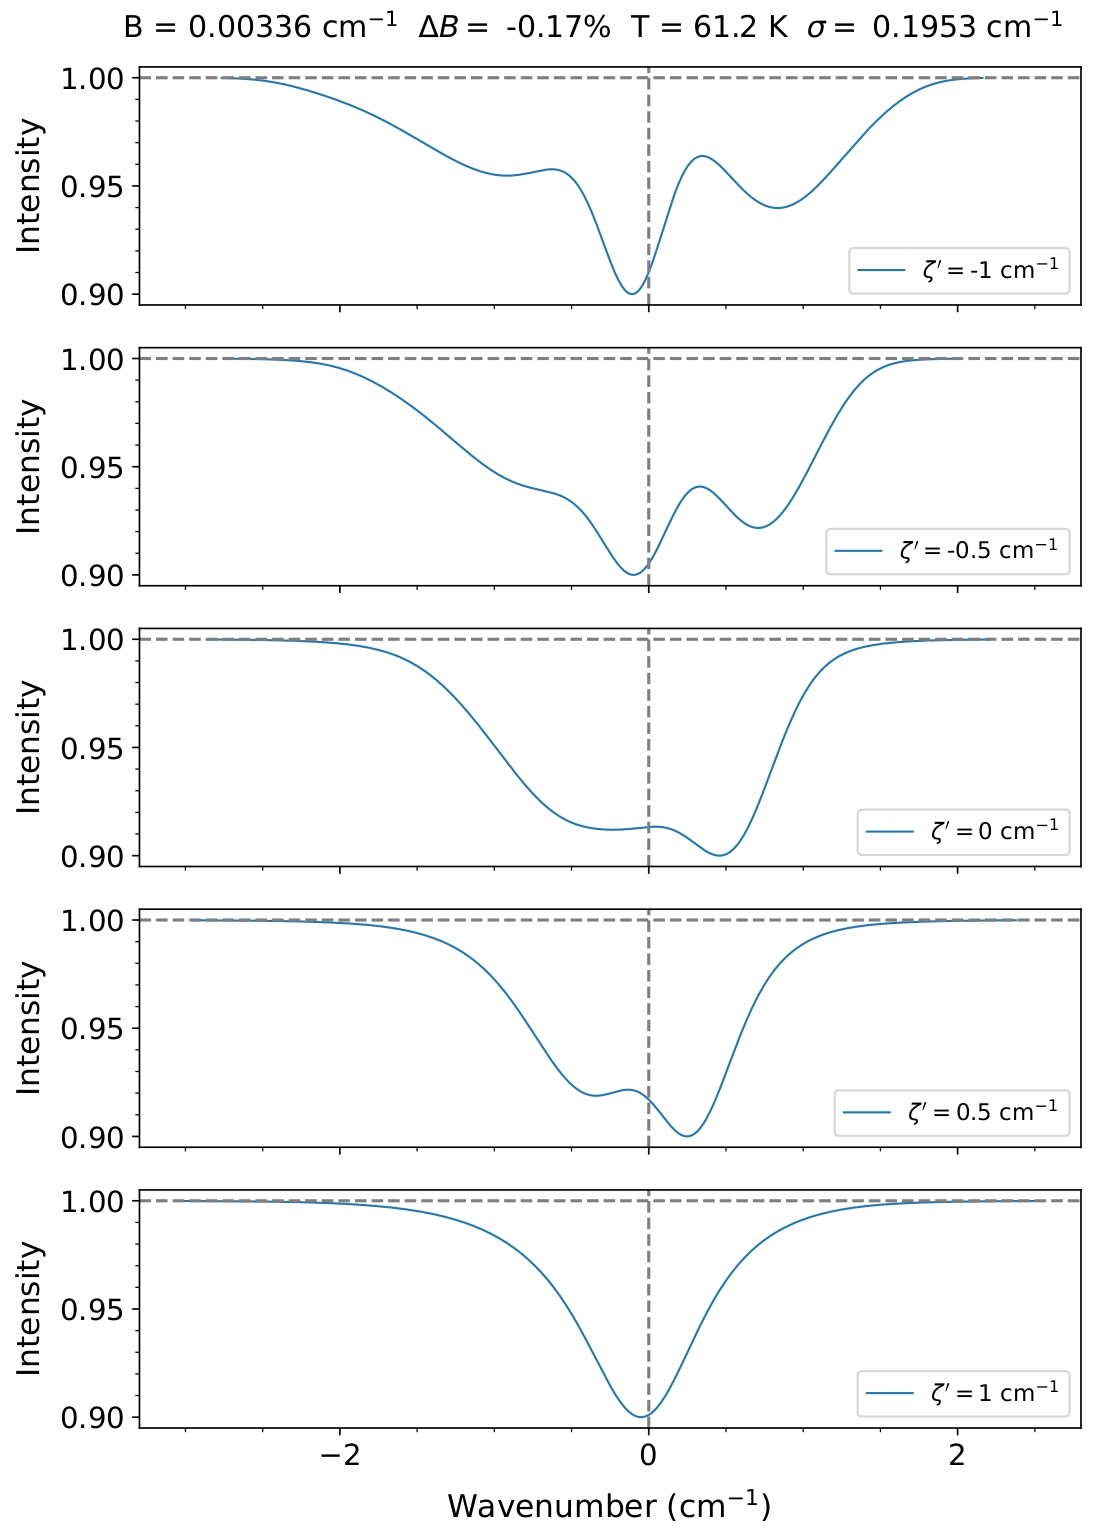 B = 0.00336 cm⁻¹ ΔB = -0.17% T = 61.2 K σ = 0.1953 cm⁻¹
1.00
0.95
0.90
Intensity
ζ′ = -1 cm⁻¹
1.00
0.95
0.90
Intensity
ζ′ = -0.5 cm⁻¹
1.00
0.95
0.90
Intensity
ζ′ = 0 cm⁻¹
1.00
0.95
0.90
Intensity
ζ′ = 0.5 cm⁻¹
1.00
0.95
0.90
Intensity
ζ′ = 1 cm⁻¹
−2 0 2
Wavenumber (cm⁻¹)